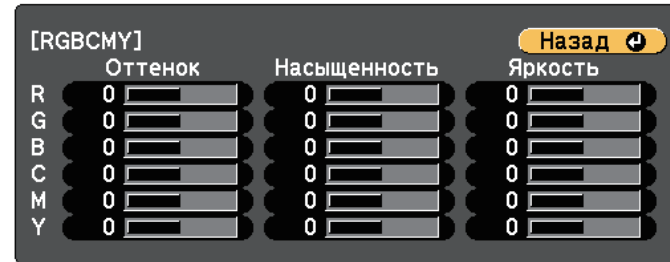 [RGBCMY] Назад
Оттенок Насыщенность Яркость
R 0 0 0
G 0 0 0
B 0 0 0
C 0 0 0
M 0 0 0
Y 0 0 0